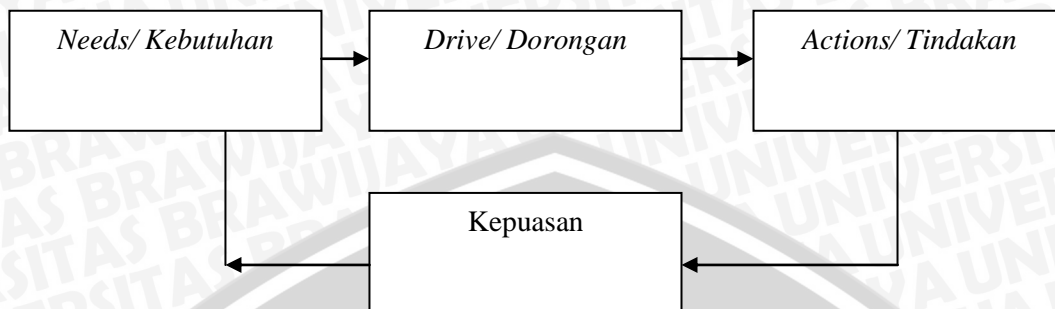 Needs/ Kebutuhan
Drive/ Dorongan
Actions/ Tindakan
Kepuasan